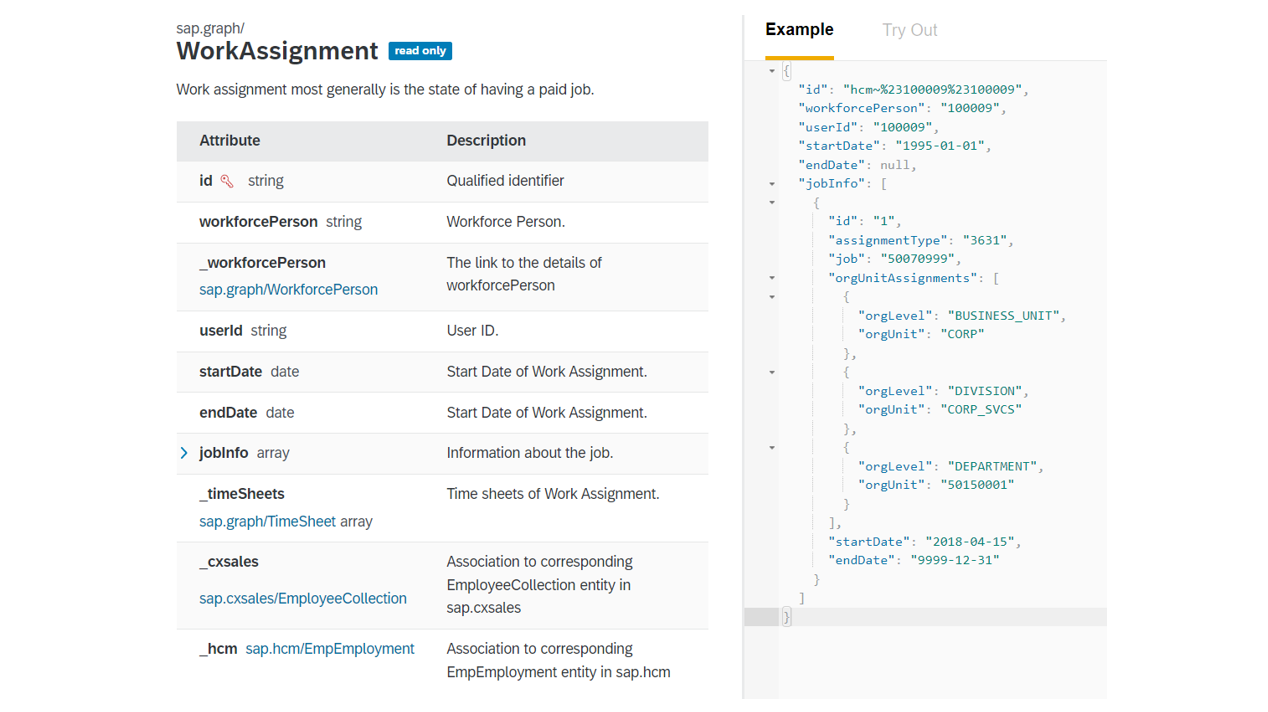 sap.graph/
WorkAssignment read only
Work assignment most generally is the state of having a paid job.
Attribute Description
id string Qualified identifier
workforcePerson string Workforce Person.
_workforcePerson The link to the details of
sap.graph/WorkforcePerson workforcePerson
userId string User ID.
startDate date Start Date of Work Assignment.
endDate date Start Date of Work Assignment.
jobInfo array Information about the job.
_timeSheets Time sheets of Work Assignment.
sap.graph/TimeSheet array
_cxsales Association to corresponding
EmployeeCollection entity in
sap.cxsales/EmployeeCollection
sap.cxsales
_hcm sap.hcm/EmpEmployment Association to corresponding
EmpEmployment entity in sap.hcm
Example Try Out
{
"id": "hcm~%23100009%23100009",
"workforcePerson": "100009",
"userId": "100009",
"startDate": "1995-01-01",
"endDate": null,
"jobInfo": [
{
"id": "1",
"assignmentType": "3631",
"job": "50070999",
"orgUnitAssignments": [
{
"orgLevel": "BUSINESS_UNIT",
"orgUnit": "CORP"
},
{
"orgLevel": "DIVISION",
"orgUnit": "CORP_SVCS"
},
{
"orgLevel": "DEPARTMENT",
"orgUnit": "50150001"
}
],
"startDate": "2018-04-15",
"endDate": "9999-12-31"
}
]
}